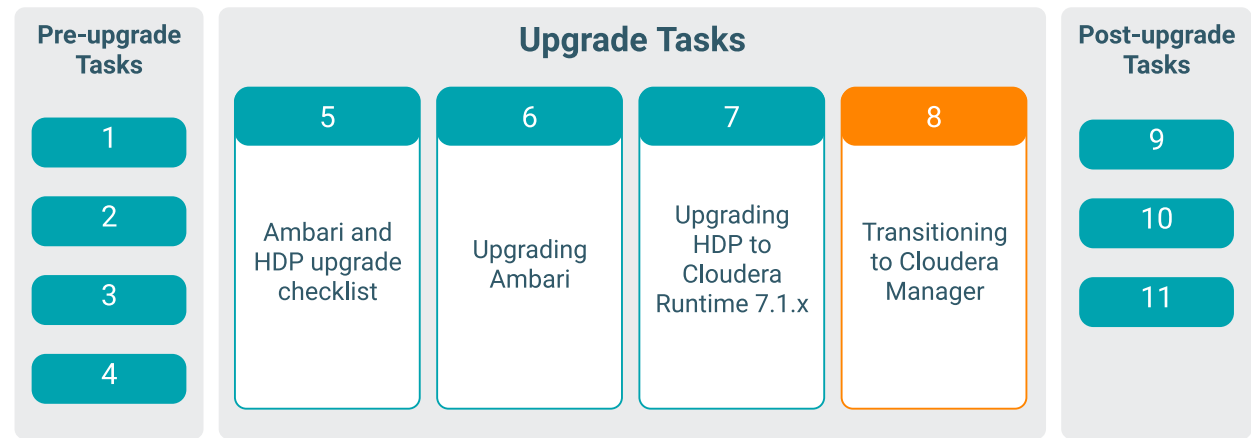 Pre-upgrade
Tasks
1
2
3
4
Upgrade Tasks
5
Ambari and
HDP upgrade
checklist
6
Upgrading
Ambari
7
Upgrading
HDP to
Cloudera
Runtime 7.1.x
8
Transitioning
to Cloudera
Manager
Post-upgrade
Tasks
9
10
11